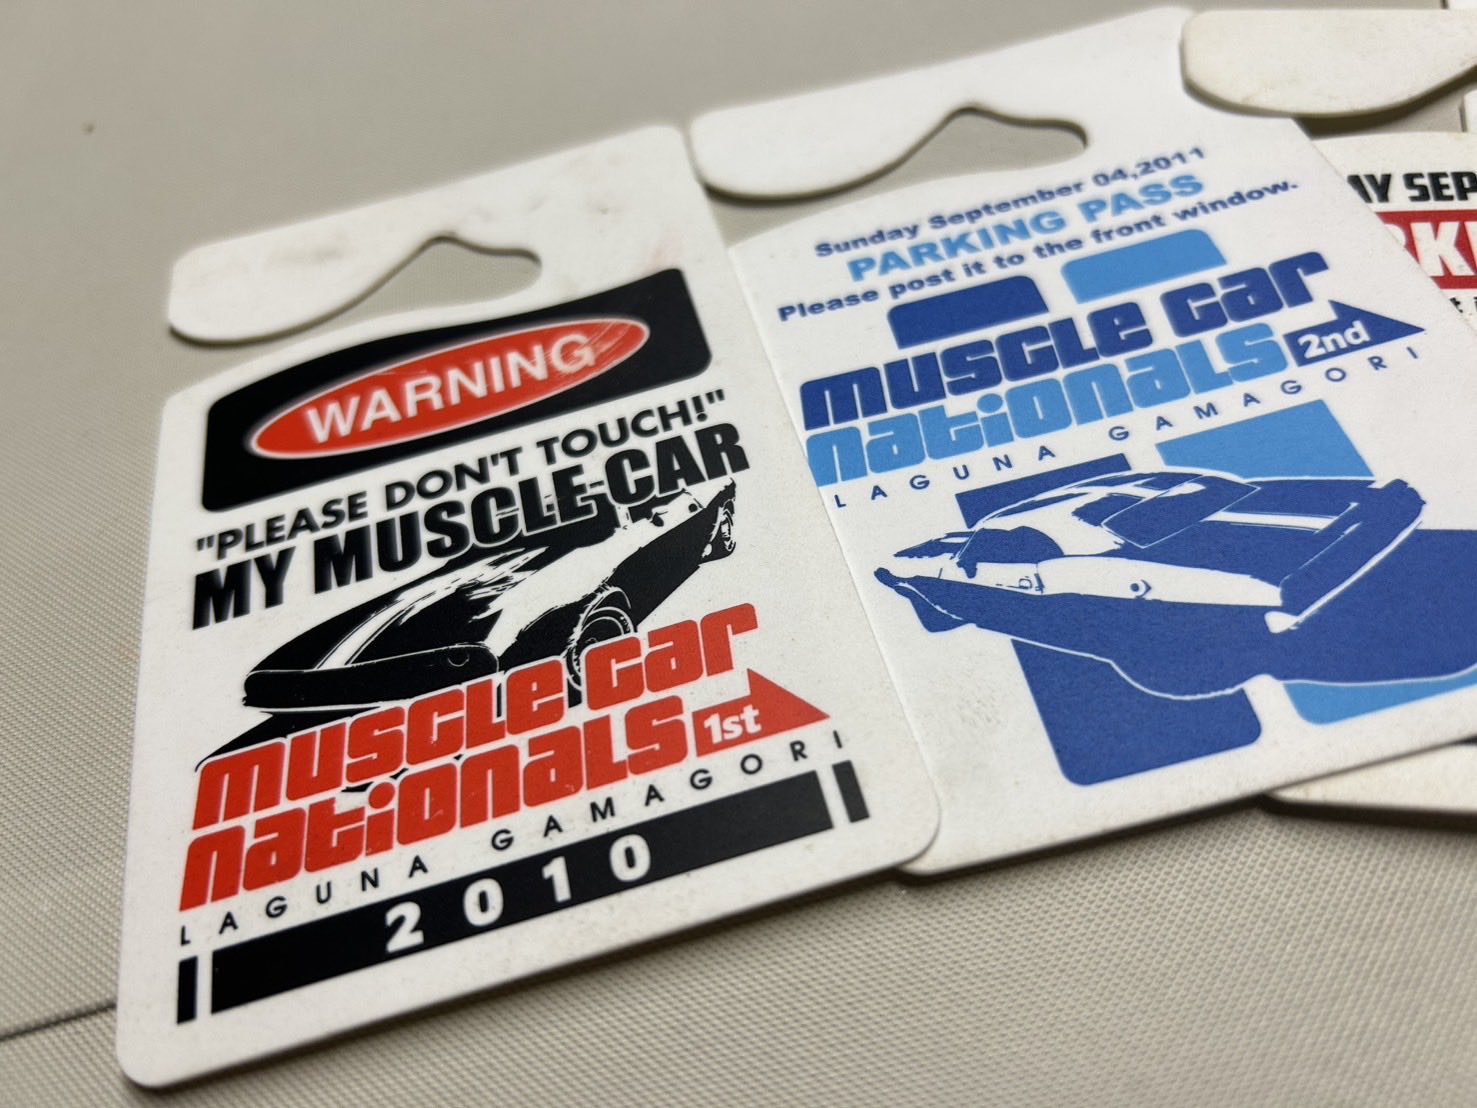 WARNING
"PLEASE DON'T TOUCH!"
MY MUSCLE-CAR
muscle car
nationals 1st
LAGUNA GAMAGORI
2010
Sunday September 04,2011
PARKING PASS
Please post it to the front window.
muscle car
nationals 2nd
LAGUNA GAMAGORI